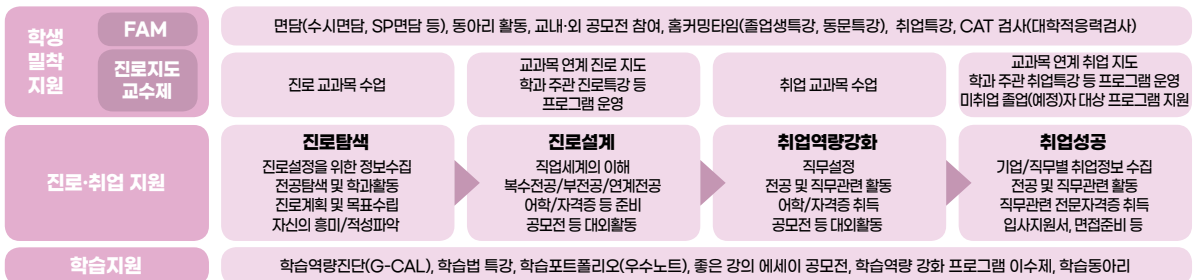 학생
밀착
지원
FAM
면담(수시면담, SP면담 등), 동아리 활동, 교내·외 공모전 참여, 홈커밍타임(졸업생특강, 동문특강), 취업특강, CAT 검사(대학적응력검사)
진로지도
교수제
진로 교과목 수업
교과목 연계 진로 지도
학과 주관 진로특강 등
프로그램 운영
취업 교과목 수업
교과목 연계 취업 지도
학과 주관 취업특강 등 프로그램 운영
미취업 졸업(예정)자 대상 프로그램 지원
진로·취업 지원
진로탐색
진로설정을 위한 정보수집
전공탐색 및 학과활동
진로계획 및 목표수립
자신의 흥미/적성파악
진로설계
직업세계의 이해
복수전공/부전공/연계전공
어학/자격증 등 준비
공모전 등 대외활동
취업역량강화
직무설정
전공 및 직무관련 활동
어학/자격증 취득
공모전 등 대외활동
취업성공
기업/직무별 취업정보 수집
전공 및 직무관련 활동
직무관련 전문자격증 취득
입사지원서, 면접준비 등
학습지원
학습역량진단(G-CAL), 학습법 특강, 학습포트폴리오(우수노트), 좋은 강의 에세이 공모전, 학습역량 강화 프로그램 이수제, 학습동아리